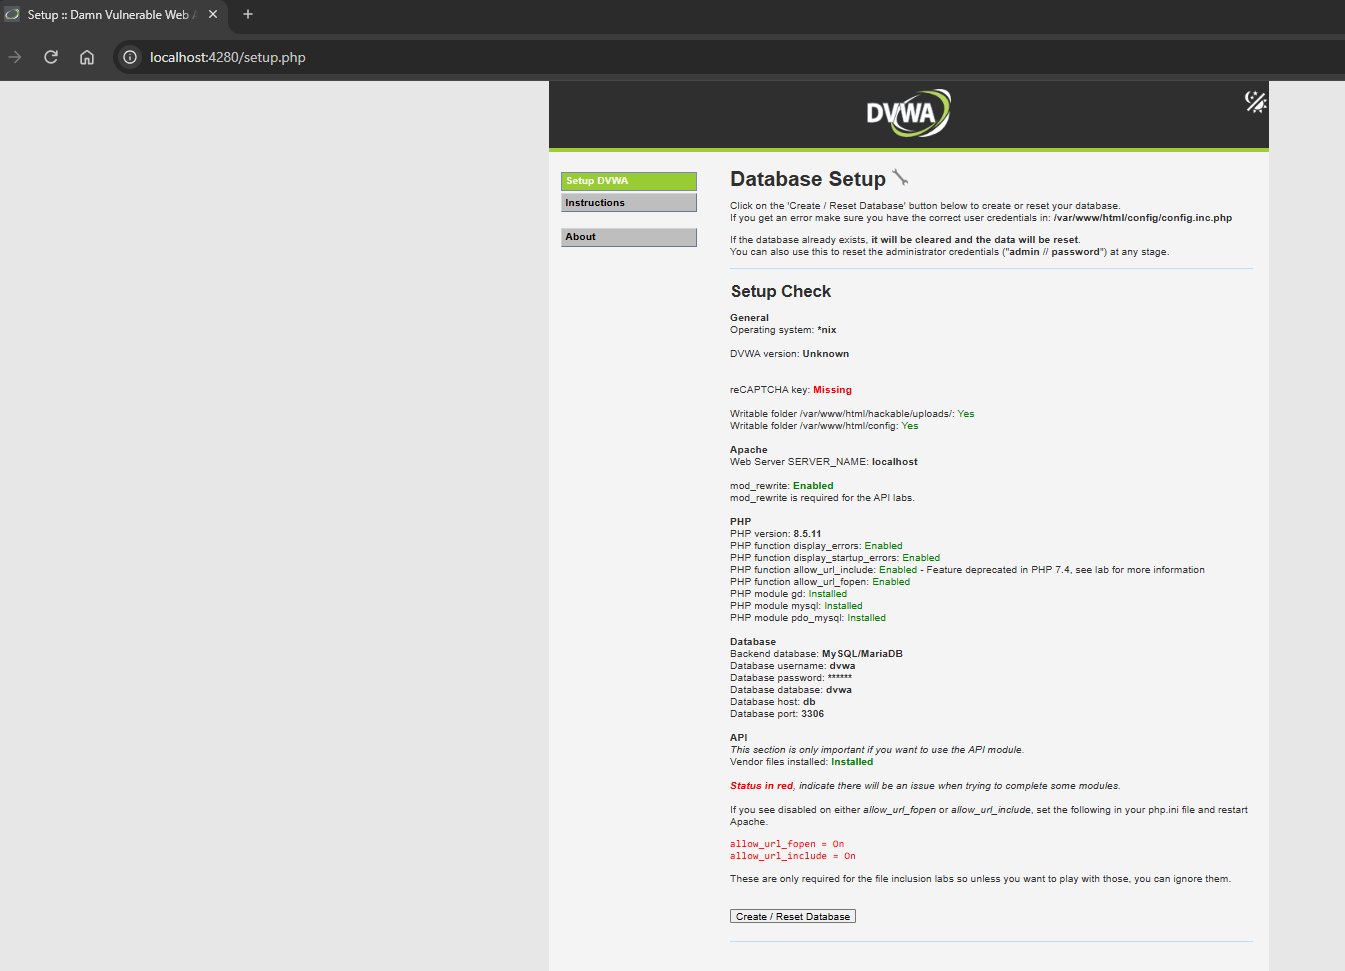 Setup :: Damn Vulnerable Web
localhost:4280/setup.php
DVWA
Setup DVWA
Instructions
About
Database Setup
Click on the 'Create / Reset Database' button below to create or reset your database.
If you get an error make sure you have the correct user credentials in: /var/www/html/config/config.inc.php
If the database already exists, it will be cleared and the data will be reset.
You can also use this to reset the administrator credentials ("admin // password") at any stage.
Setup Check
General
Operating system: *nix
DVWA version: Unknown
reCAPTCHA key: Missing
Writable folder /var/www/html/hackable/uploads/: Yes
Writable folder /var/www/html/config: Yes
Apache
Web Server SERVER_NAME: localhost
mod_rewrite: Enabled
mod_rewrite is required for the API labs.
PHP
PHP version: 8.5.11
PHP function display_errors: Enabled
PHP function display_startup_errors: Enabled
PHP function allow_url_include: Enabled - Feature deprecated in PHP 7.4, see lab for more information
PHP function allow_url_fopen: Enabled
PHP module gd: Installed
PHP module mysql: Installed
PHP module pdo_mysql: Installed
Database
Backend database: MySQL/MariaDB
Database username: dvwa
Database password: ******
Database database: dvwa
Database host: db
Database port: 3306
API
This section is only important if you want to use the API module.
Vendor files installed: Installed
Status in red, indicate there will be an issue when trying to complete some modules.
If you see disabled on either allow_url_fopen or allow_url_include, set the following in your php.ini file and restart
Apache.
allow_url_fopen = On
allow_url_include = On
These are only required for the file inclusion labs so unless you want to play with those, you can ignore them.
Create / Reset Database